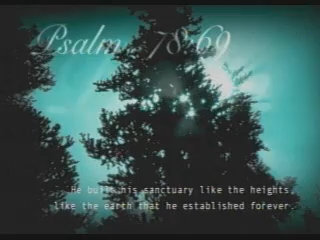 Psalm 78:69
He built his sanctuary like the heights,
like the earth that he established forever.